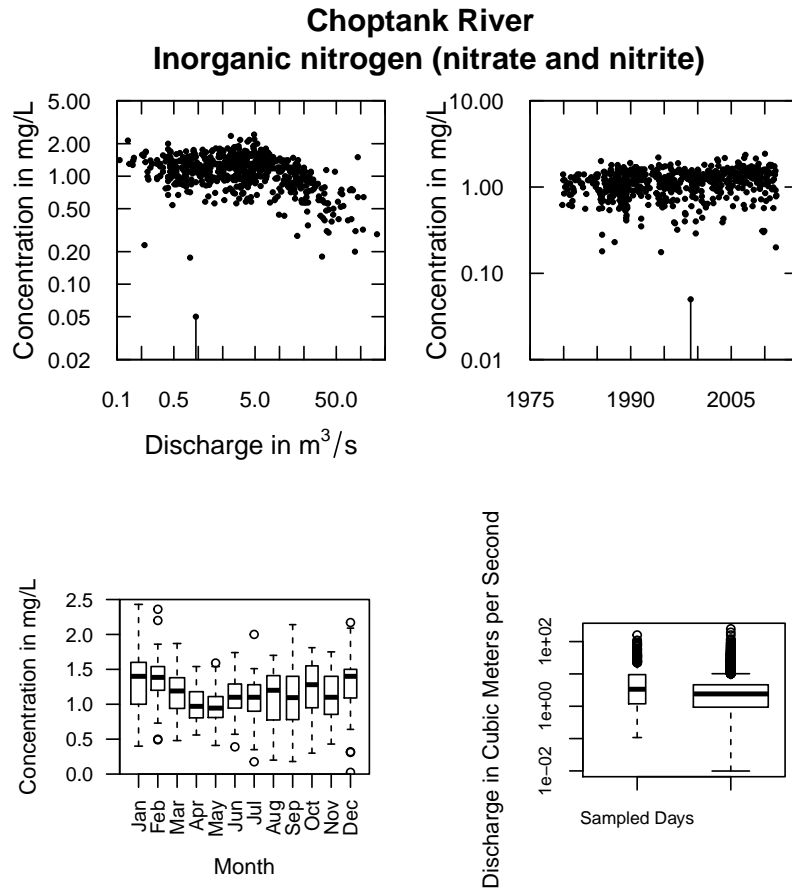 Choptank River
Inorganic nitrogen (nitrate and nitrite)
Concentration in mg/L
5.00
2.00
1.00
0.50
0.20
0.10
0.05
0.02
0.1 0.5 5.0 50.0
Discharge in m³/s
Concentration in mg/L
10.00
1.00
0.10
0.01
1975 1990 2005
Concentration in mg/L
2.5
2.0
1.5
1.0
0.5
0.0
Jan Feb Mar Apr May Jun Jul Aug Sep Oct Nov Dec
Month
Discharge in Cubic Meters per Second
1e+02
1e+00
1e−02
Sampled Days